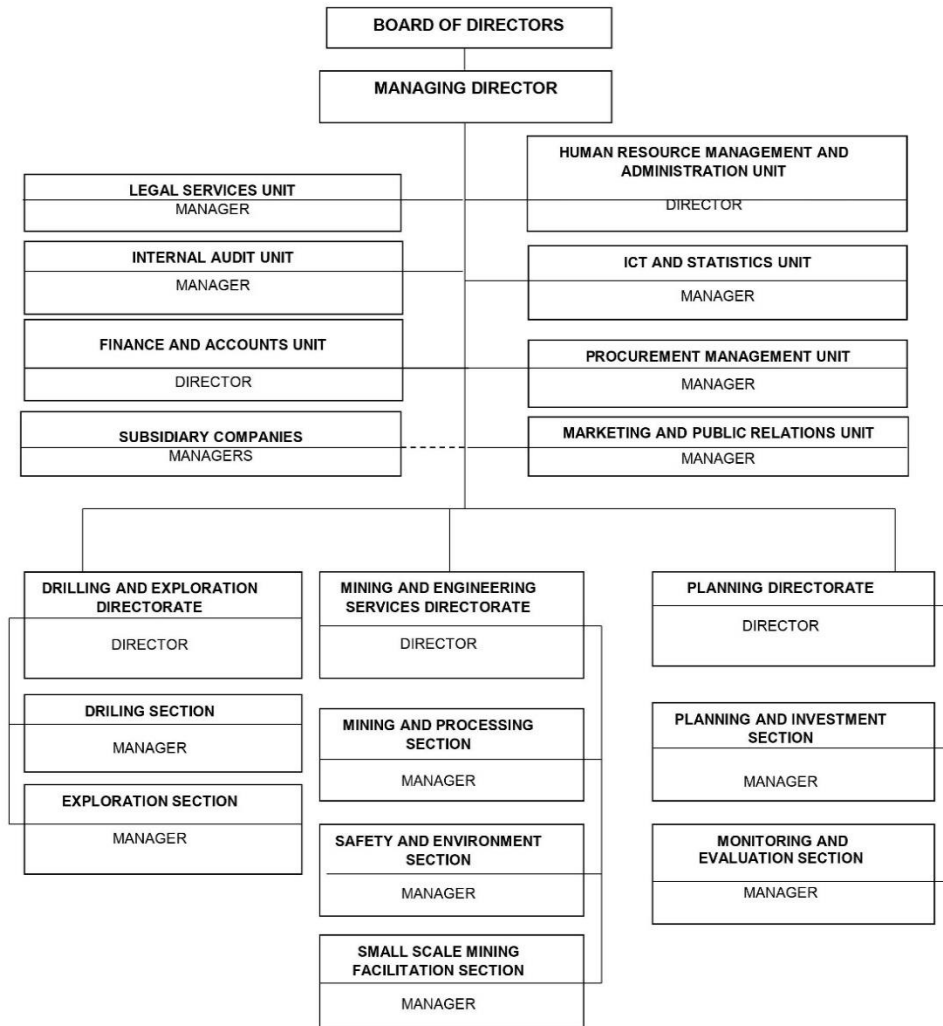 BOARD OF DIRECTORS
MANAGING DIRECTOR
LEGAL SERVICES UNIT
MANAGER
HUMAN RESOURCE MANAGEMENT AND
ADMINISTRATION UNIT
DIRECTOR
INTERNAL AUDIT UNIT
MANAGER
ICT AND STATISTICS UNIT
MANAGER
FINANCE AND ACCOUNTS UNIT
DIRECTOR
PROCUREMENT MANAGEMENT UNIT
MANAGER
SUBSIDIARY COMPANIES
MANAGERS
MARKETING AND PUBLIC RELATIONS UNIT
MANAGER
DRILLING AND EXPLORATION
DIRECTORATE
DIRECTOR
DRILING SECTION
MANAGER
EXPLORATION SECTION
MANAGER
MINING AND ENGINEERING
SERVICES DIRECTORATE
DIRECTOR
MINING AND PROCESSING
SECTION
MANAGER
SAFETY AND ENVIRONMENT
SECTION
MANAGER
SMALL SCALE MINING
FACILITATION SECTION
MANAGER
PLANNING DIRECTORATE
DIRECTOR
PLANNING AND INVESTMENT
SECTION
MANAGER
MONITORING AND
EVALUATION SECTION
MANAGER